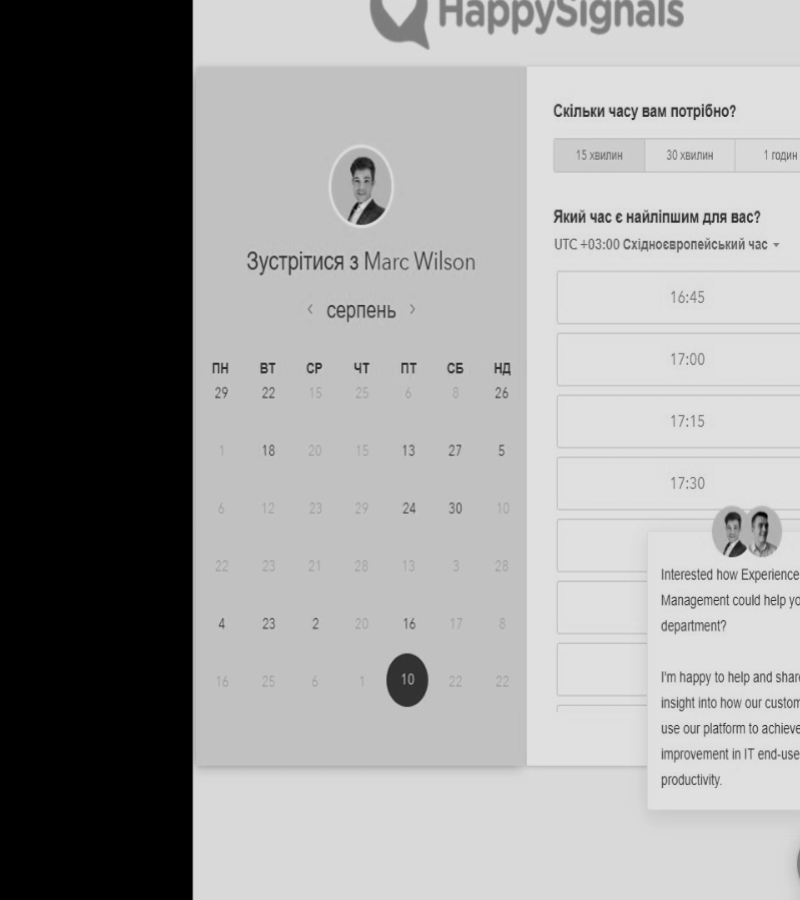 HappySignals
Зустрітися з Marc Wilson
серпень
ПН ВТ СР ЧТ ПТ СБ НД
29 22 15 25 6 8 26
1 18 20 15 13 27 5
6 12 23 29 24 30 10
22 23 21 28 13 3 28
4 23 2 20 16 17 8
16 25 6 1 10 22 22
Скільки часу вам потрібно?
15 хвилин 30 хвилин 1 годин
Який час є найліпшим для вас?
UTC +03:00 Східноєвропейський час
16:45
17:00
17:15
17:30
Interested how Experience
Management could help yo
department?
I'm happy to help and share
insight into how our custom
use our platform to achieve
improvement in IT end-use
productivity.